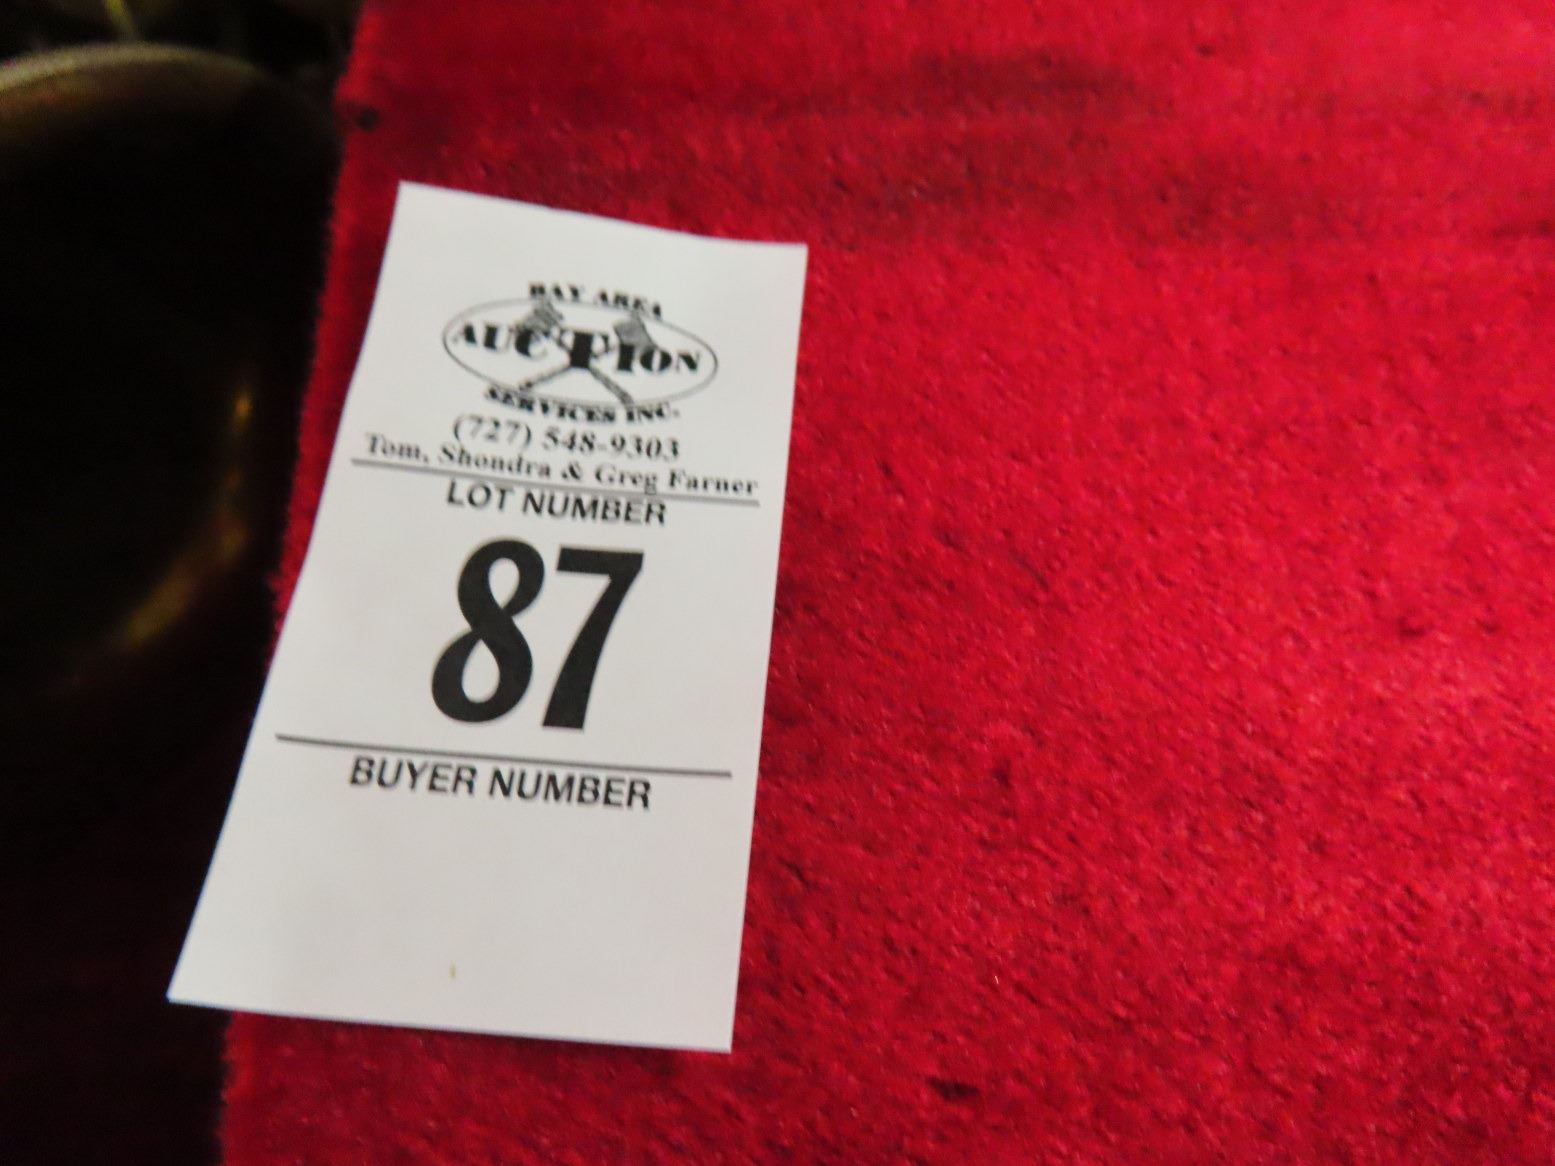 BAY AREA
AUCTION
SERVICES INC.
(727) 548-9303
Tom, Shondra & Greg Farner
LOT NUMBER
87
BUYER NUMBER